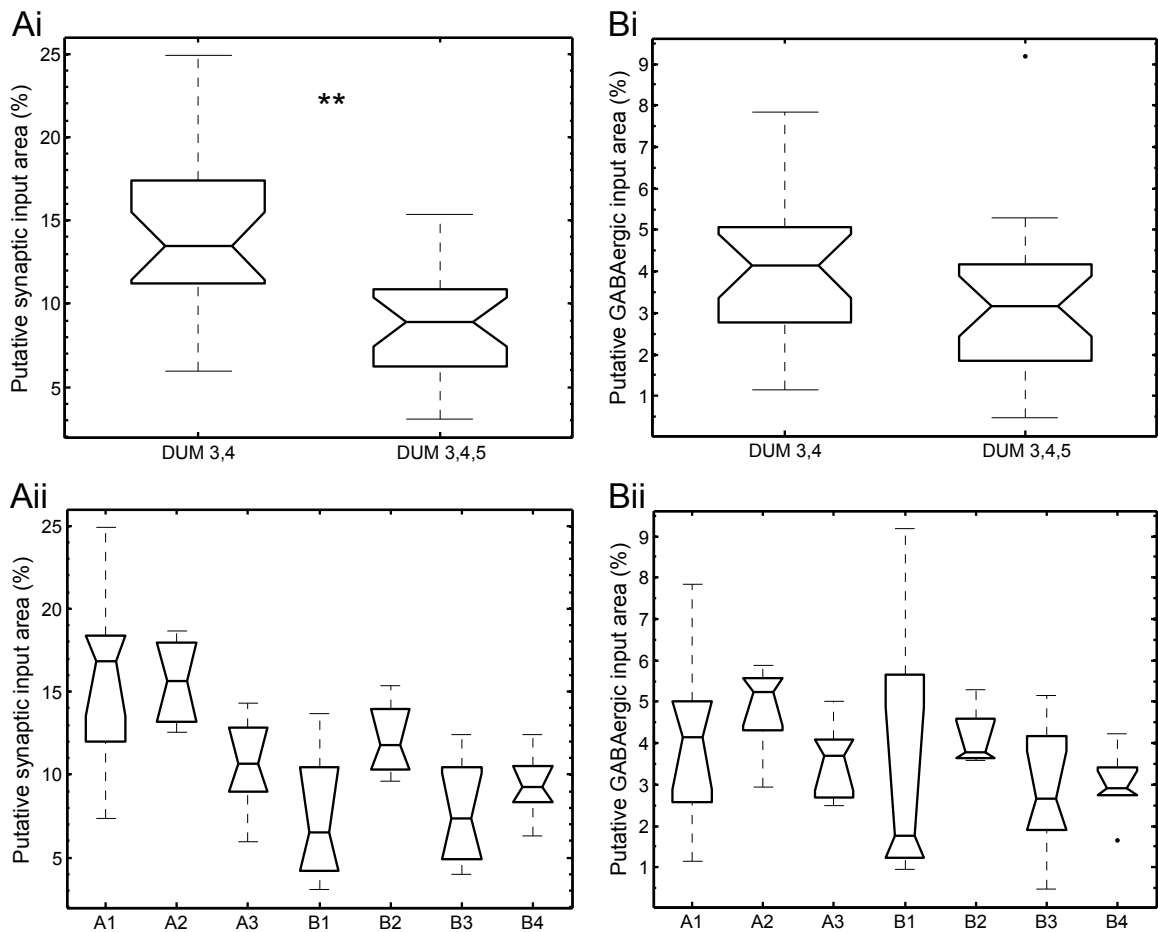 Ai
Putative synaptic input area (%)
25
20
15
10
5
**
DUM 3,4
DUM 3,4,5
Bi
Putative GABAergic input area (%)
9
8
7
6
5
4
3
2
1
DUM 3,4
DUM 3,4,5
Aii
Putative synaptic input area (%)
25
20
15
10
5
A1
A2
A3
B1
B2
B3
B4
Bii
Putative GABAergic input area (%)
9
8
7
6
5
4
3
2
1
A1
A2
A3
B1
B2
B3
B4